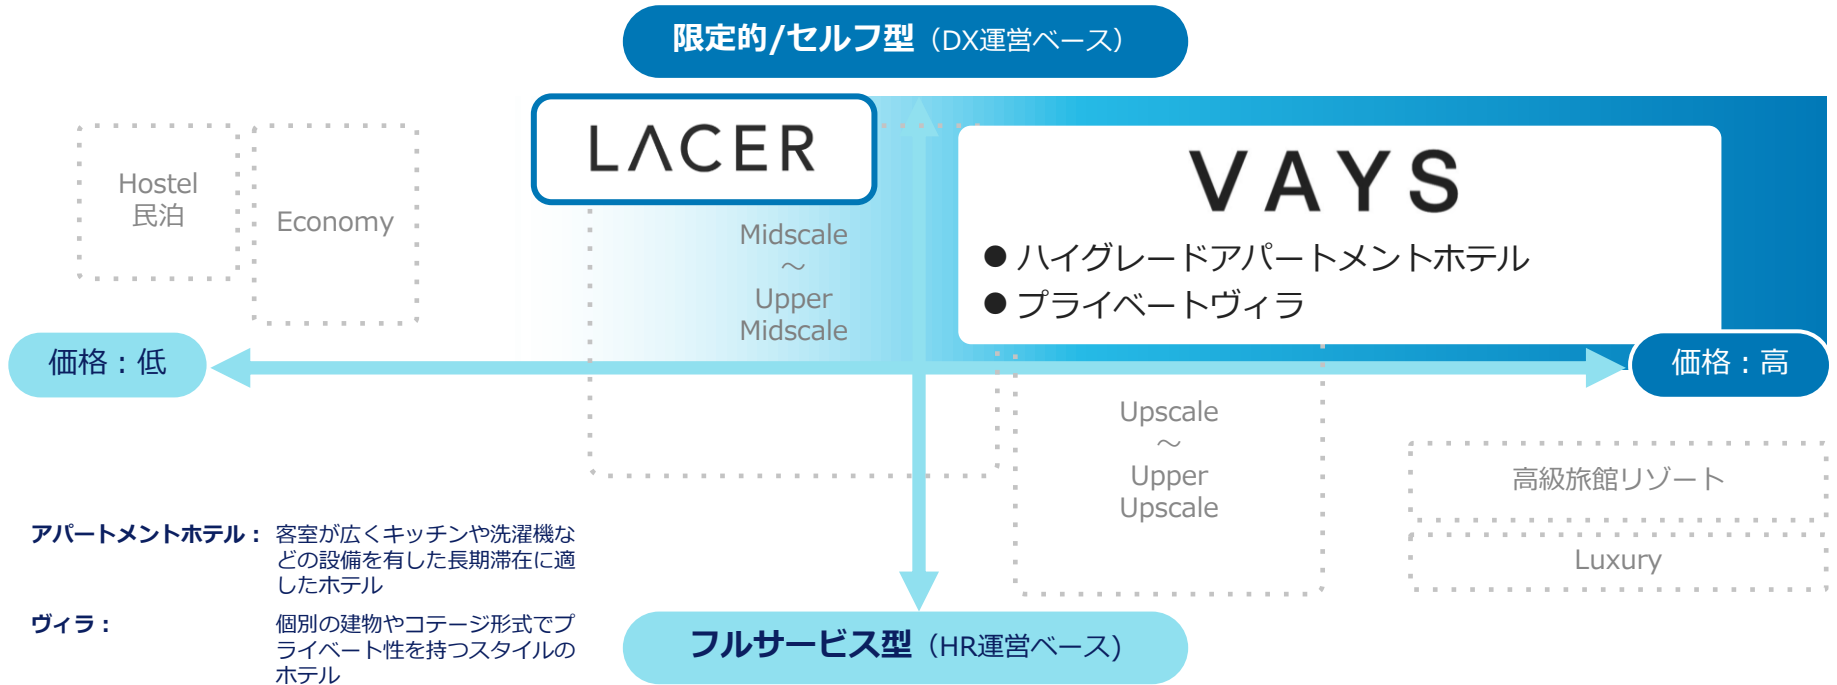 限定的/セルフ型（DX運営ベース）
LACER
VAYS
Hostel
民泊
Economy
Midscale
～
Upper
Midscale
● ハイグレードアパートメントホテル
● プライベートヴィラ
価格：低
価格：高
Upscale
～
Upper
Upscale
高級旅館リゾート
Luxury
アパートメントホテル： 客室が広くキッチンや洗濯機な
どの設備を有した長期滞在に適
したホテル
ヴィラ： 個別の建物やコテージ形式でプ
ライベート性を持つスタイルの
ホテル
フルサービス型（HR運営ベース)